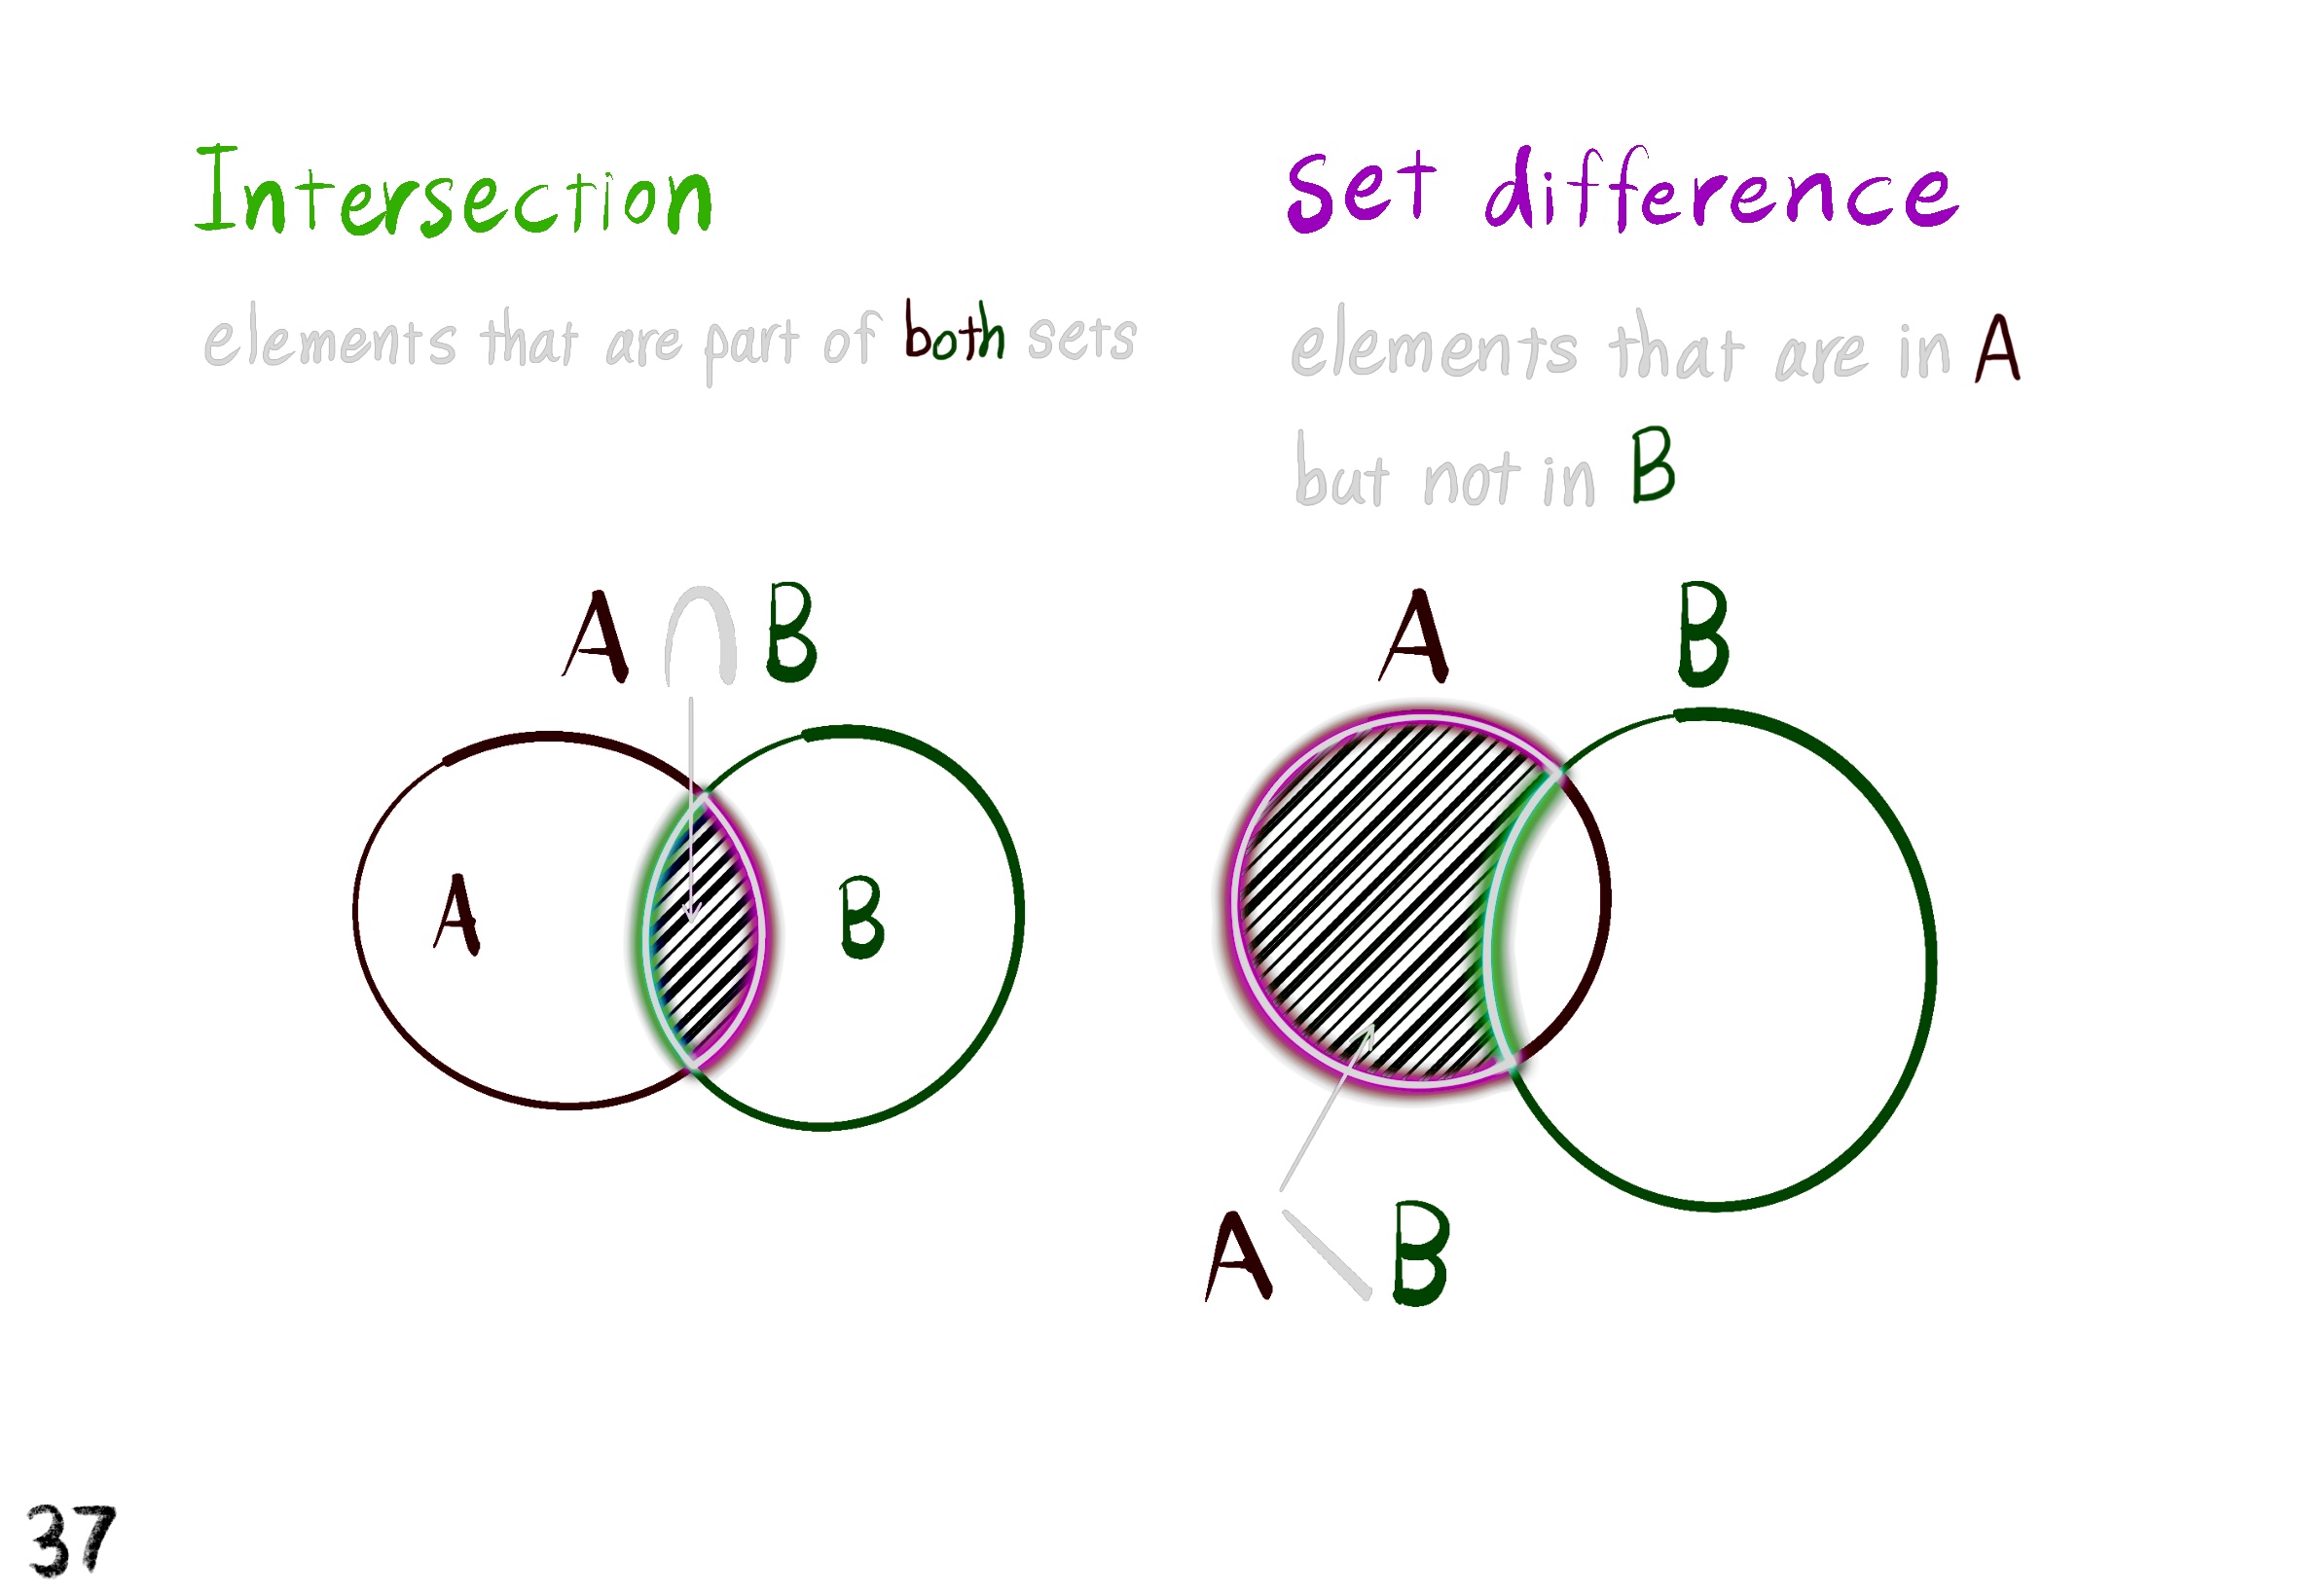 Intersection
elements that are part of both sets
A ∩ B
A
B
Set difference
elements that are in A
but not in B
A
B
A \ B
37